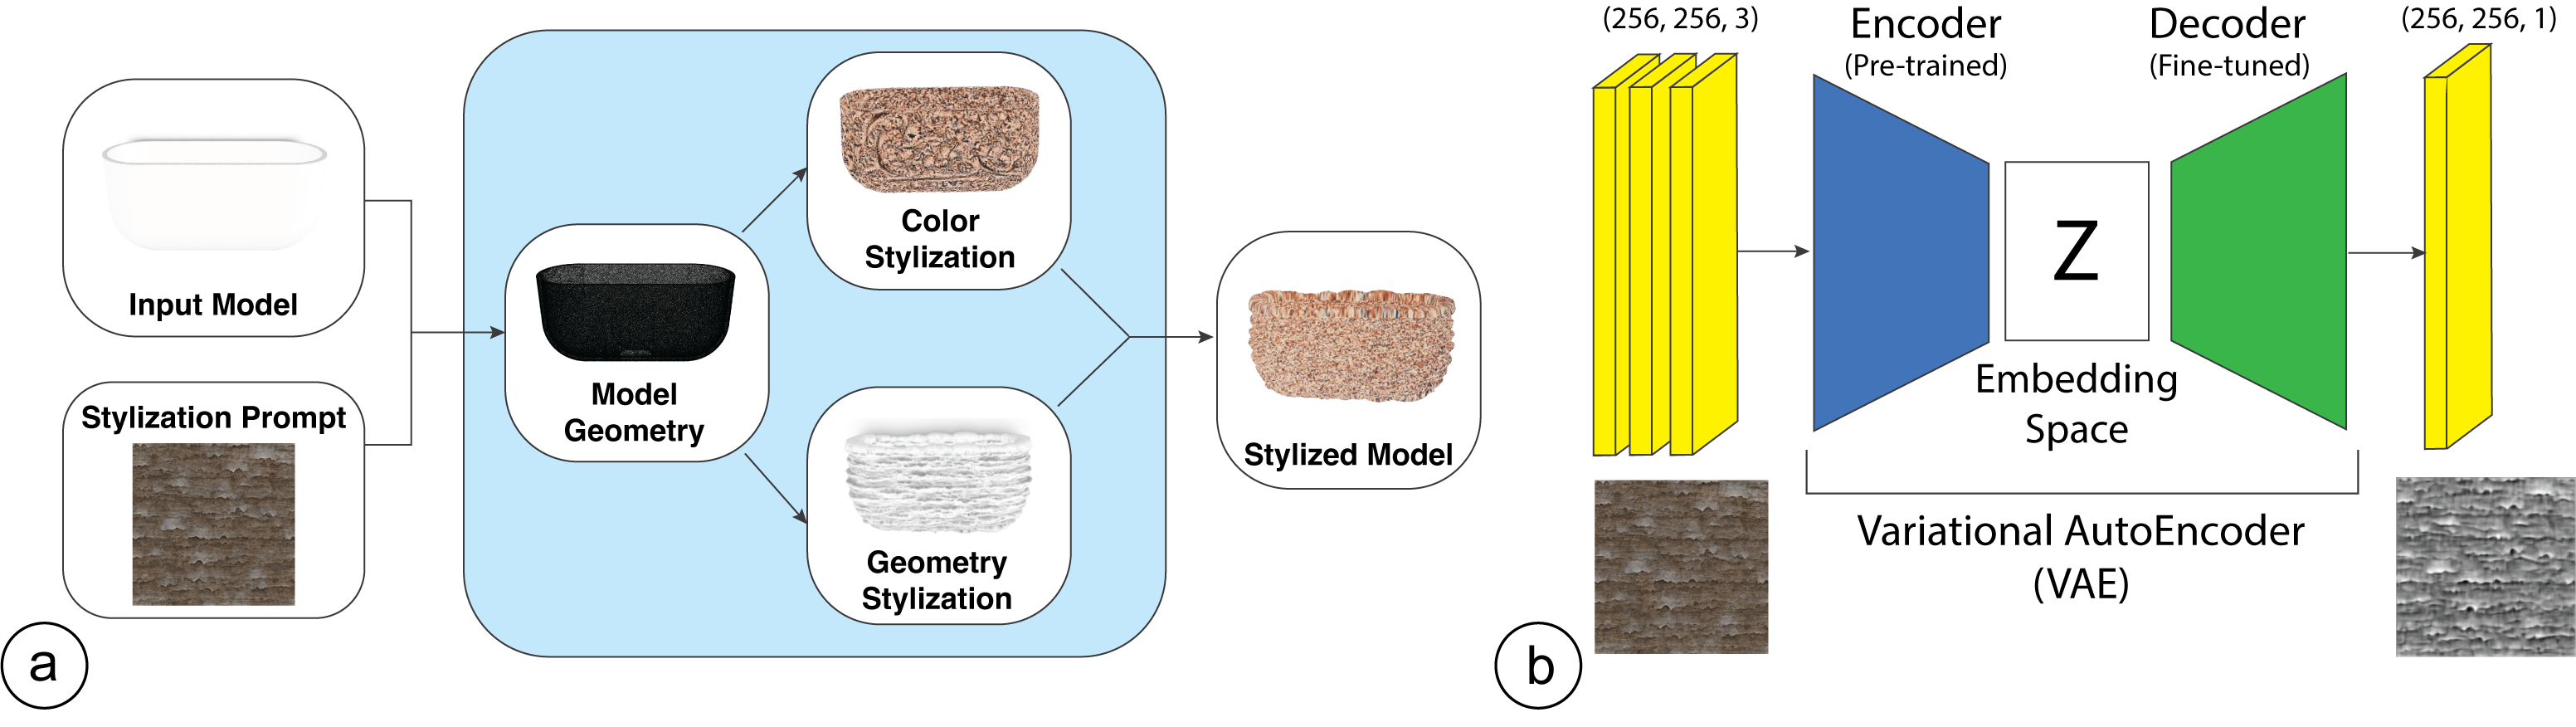 Input Model
Stylization Prompt
Model
Geometry
Color
Stylization
Geometry
Stylization
Stylized Model
a
(256, 256, 3)
Encoder
(Pre-trained)
Decoder
(Fine-tuned)
(256, 256, 1)
Z
Embedding
Space
Variational AutoEncoder
(VAE)
b